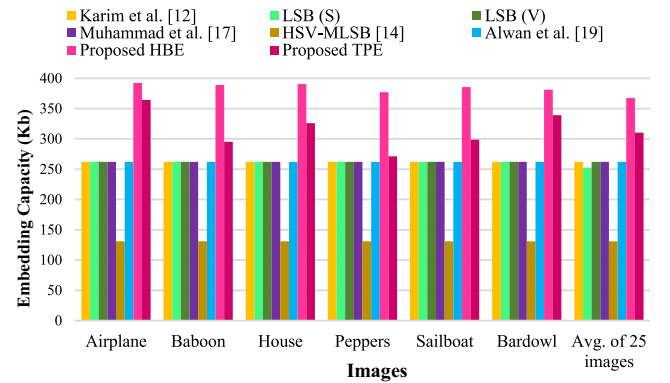 Karim et al. [12] LSB (S) LSB (V)
Muhammad et al. [17] HSV-MLSB [14] Alwan et al. [19]
Proposed HBE Proposed TPE
400
350
300
250
200
150
100
50
0
Embedding Capacity (Kb)
Airplane Baboon House Peppers Sailboat Bardowl Avg. of 25
images
Images